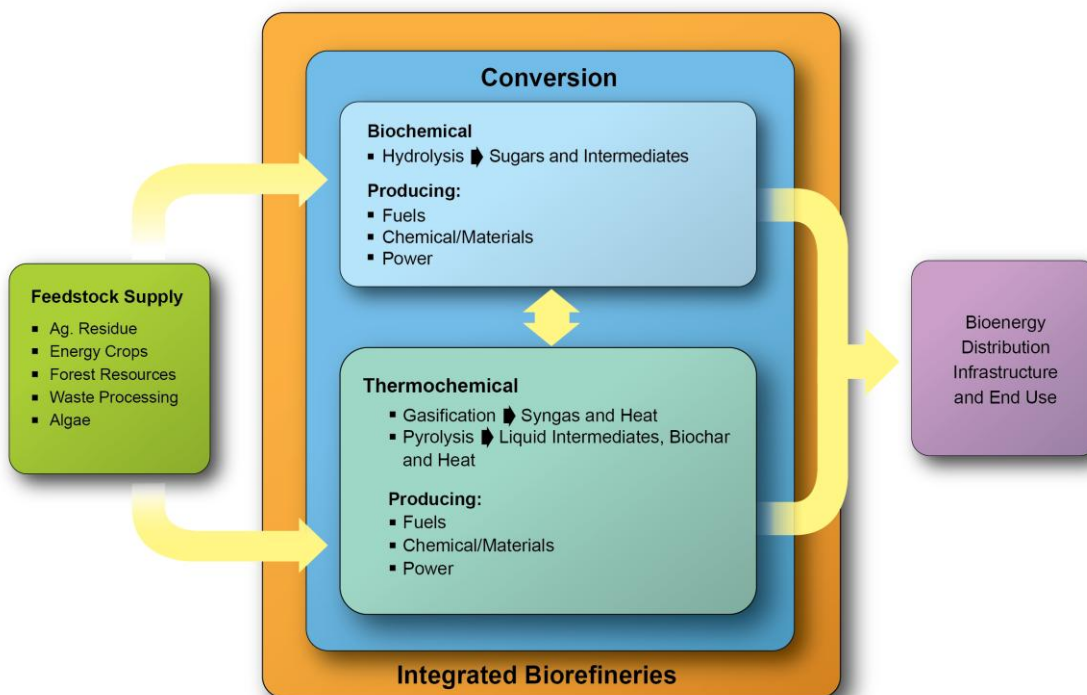 Conversion
Biochemical
▪ Hydrolysis ➡ Sugars and Intermediates
Producing:
▪ Fuels
▪ Chemical/Materials
▪ Power
Feedstock Supply
▪ Ag. Residue
▪ Energy Crops
▪ Forest Resources
▪ Waste Processing
▪ Algae
Thermochemical
▪ Gasification ➡ Syngas and Heat
▪ Pyrolysis ➡ Liquid Intermediates, Biochar
and Heat
Producing:
▪ Fuels
▪ Chemical/Materials
▪ Power
Bioenergy
Distribution
Infrastructure
and End Use
Integrated Biorefineries